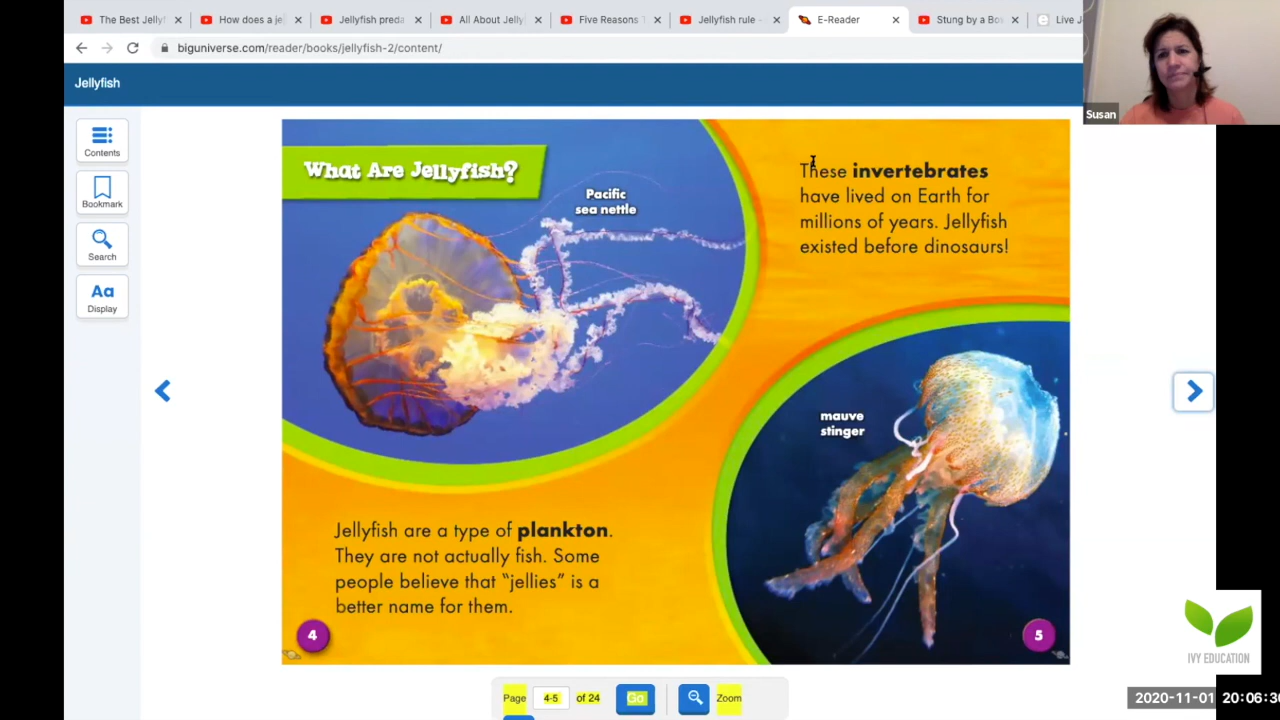 The Best Jelly
How does a je
Jellyfish preda
All About Jelly
Five Reasons
Jellyfish rule
E-Reader
Stung by a Bo
Live J
biguniverse.com/reader/books/jellyfish-2/content/
Susan
Jellyfish
Contents
Bookmark
Search
Aa
Display
What Are Jellyfish?
Pacific
sea nettle
Jellyfish are a type of plankton.
They are not actually fish. Some
people believe that "jellies" is a
better name for them.
4
These invertebrates
have lived on Earth for
millions of years. Jellyfish
existed before dinosaurs!
mauve
stinger
5
IVY EDUCATION
Page 4-5 of 24 Go Zoom
2020-11-01 20:06:3